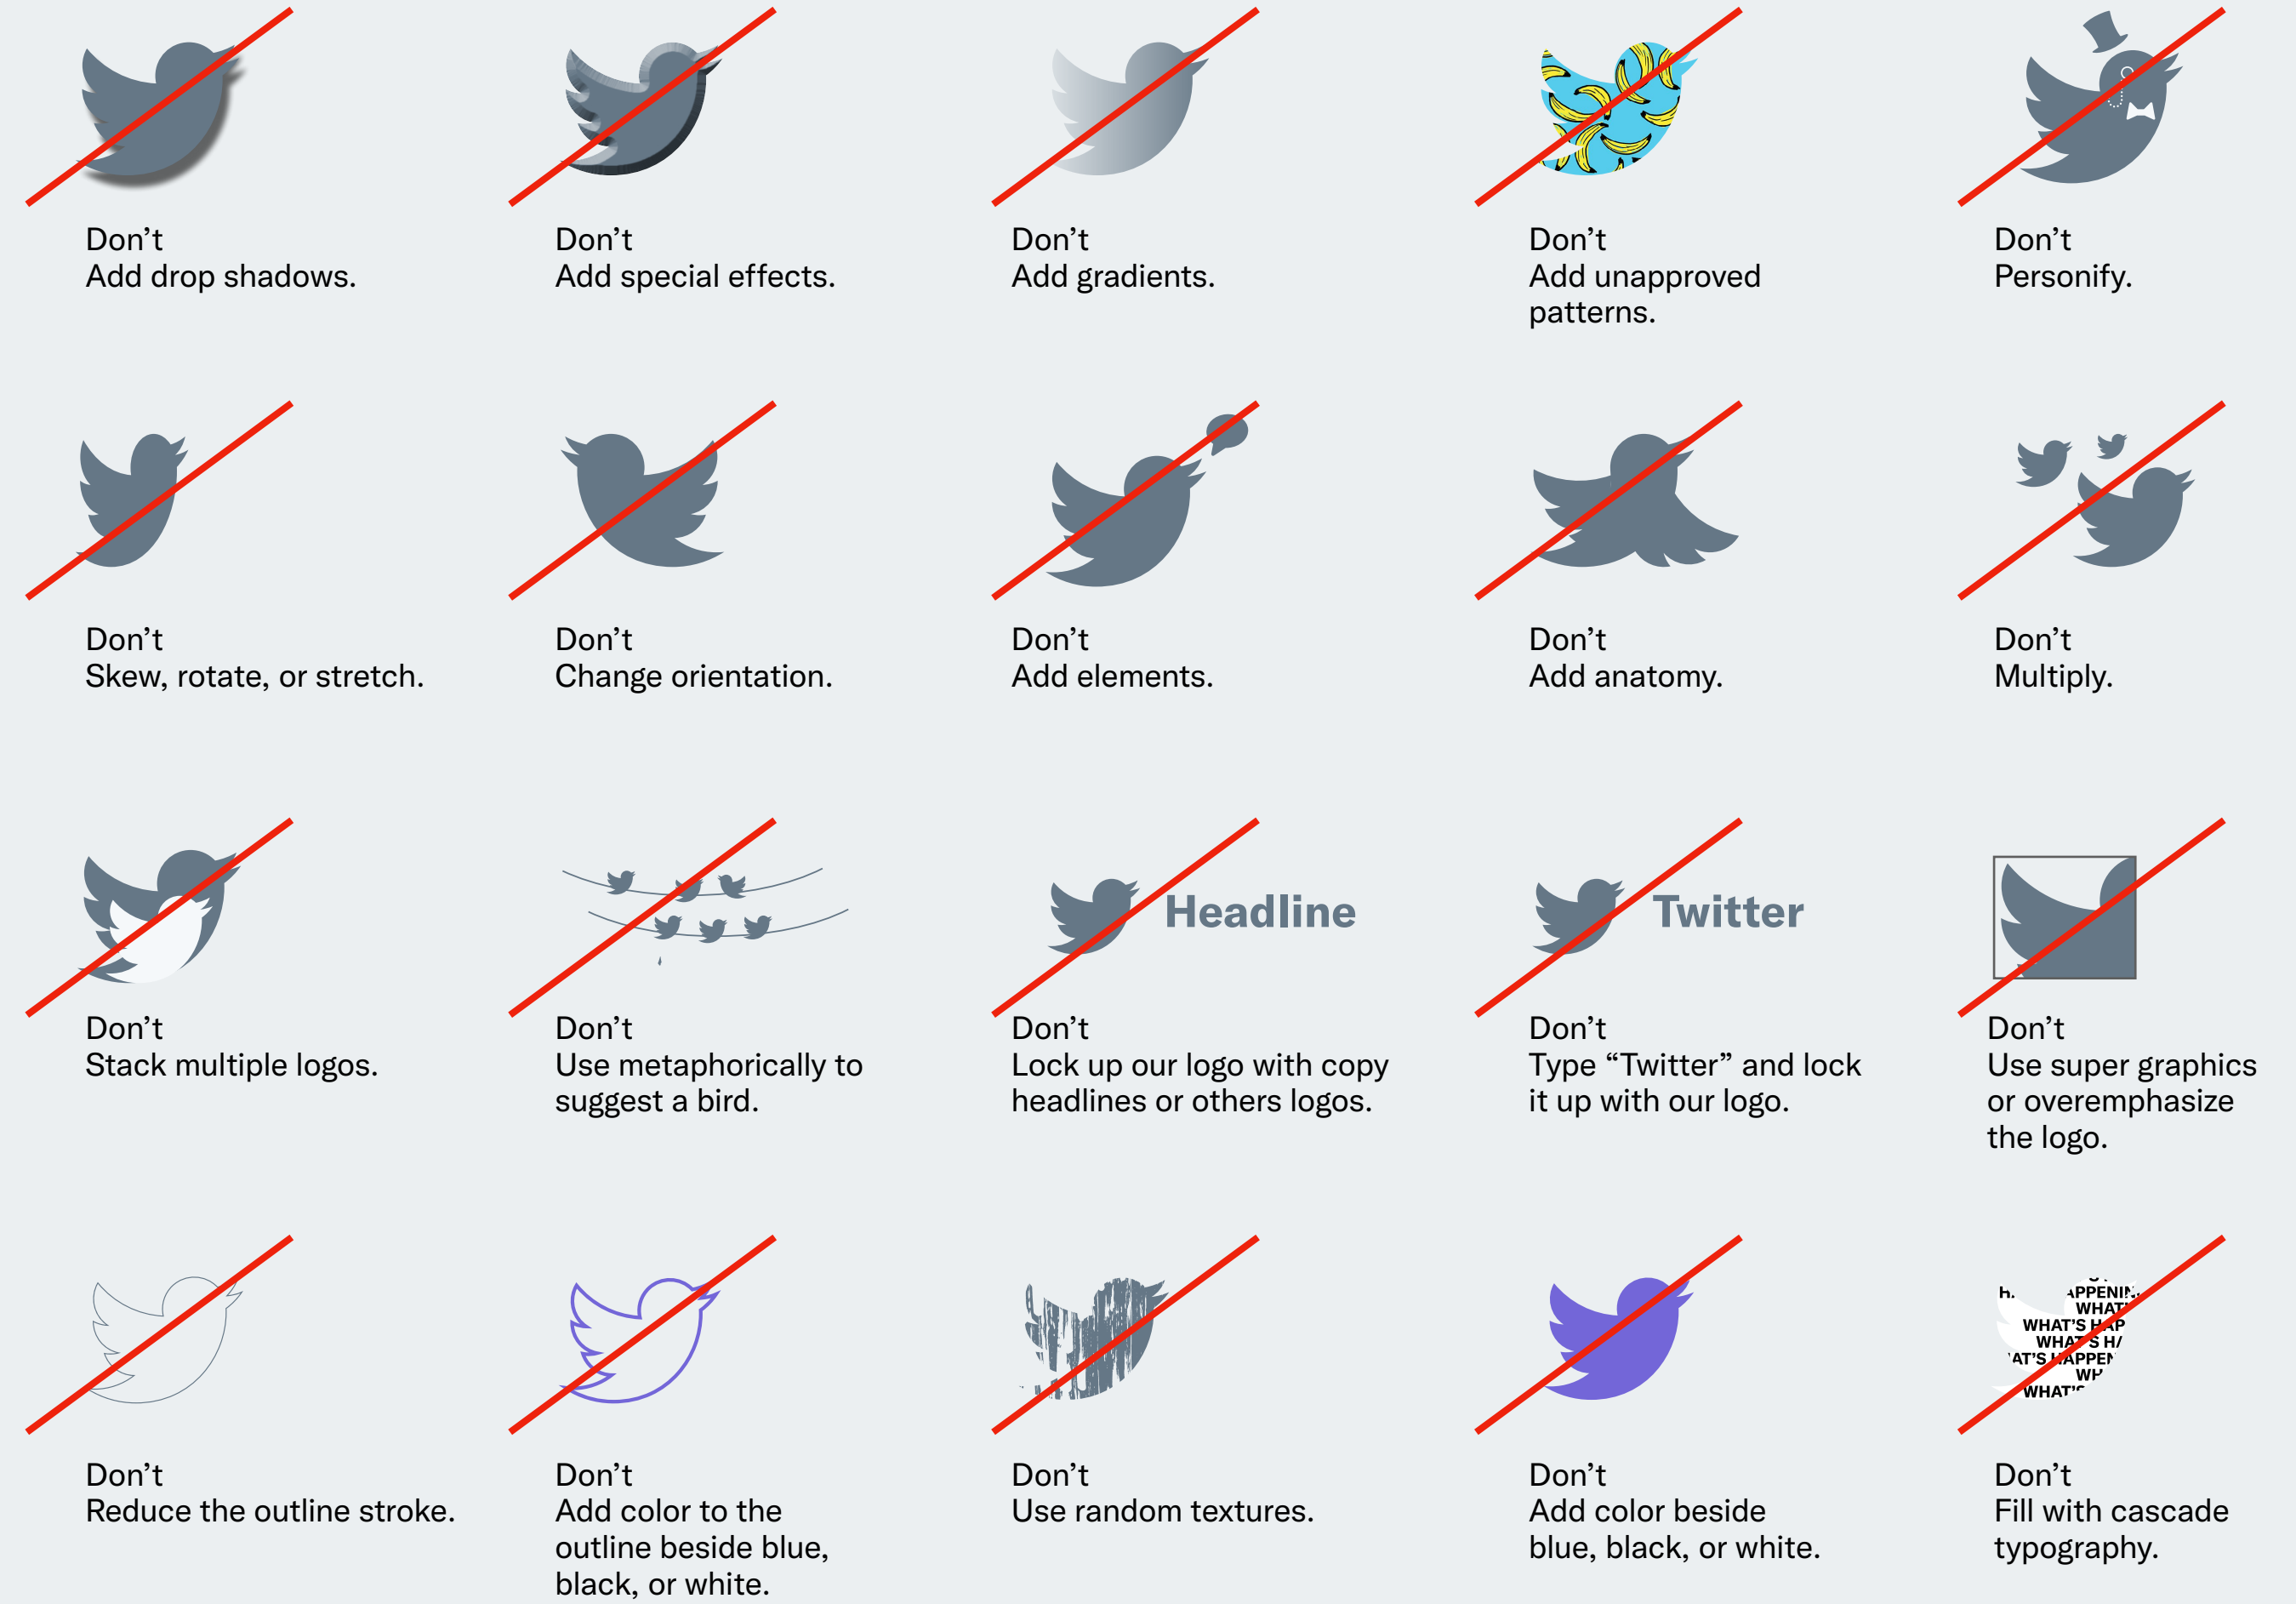 Don’t
Add drop shadows.
Don’t
Add special effects.
Don’t
Add gradients.
Don’t
Add unapproved
patterns.
Don’t
Personify.
Don’t
Skew, rotate, or stretch.
Don’t
Change orientation.
Don’t
Add elements.
Don’t
Add anatomy.
Don’t
Multiply.
Don’t
Stack multiple logos.
Don’t
Use metaphorically to
suggest a bird.
Headline
Don’t
Lock up our logo with copy
headlines or others logos.
Twitter
Don’t
Type “Twitter” and lock
it up with our logo.
Don’t
Use super graphics
or overemphasize
the logo.
Don’t
Reduce the outline stroke.
Don’t
Add color to the
outline beside blue,
black, or white.
Don’t
Use random textures.
Don’t
Add color beside
blue, black, or white.
WHAT’S HAP
WHAT’S HA
WHAT’S
Don’t
Fill with cascade
typography.